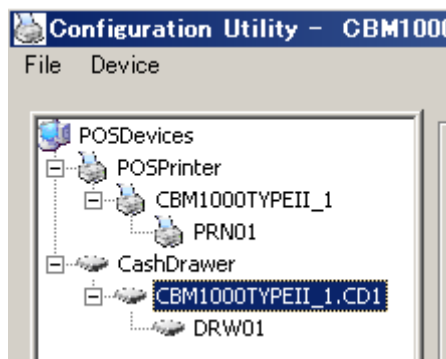 Configuration Utility - CBM100
File Device
POSDevices
POSPrinter
CBM1000TYPEII_1
PRN01
CashDrawer
CBM1000TYPEII_1.CD1
DRW01